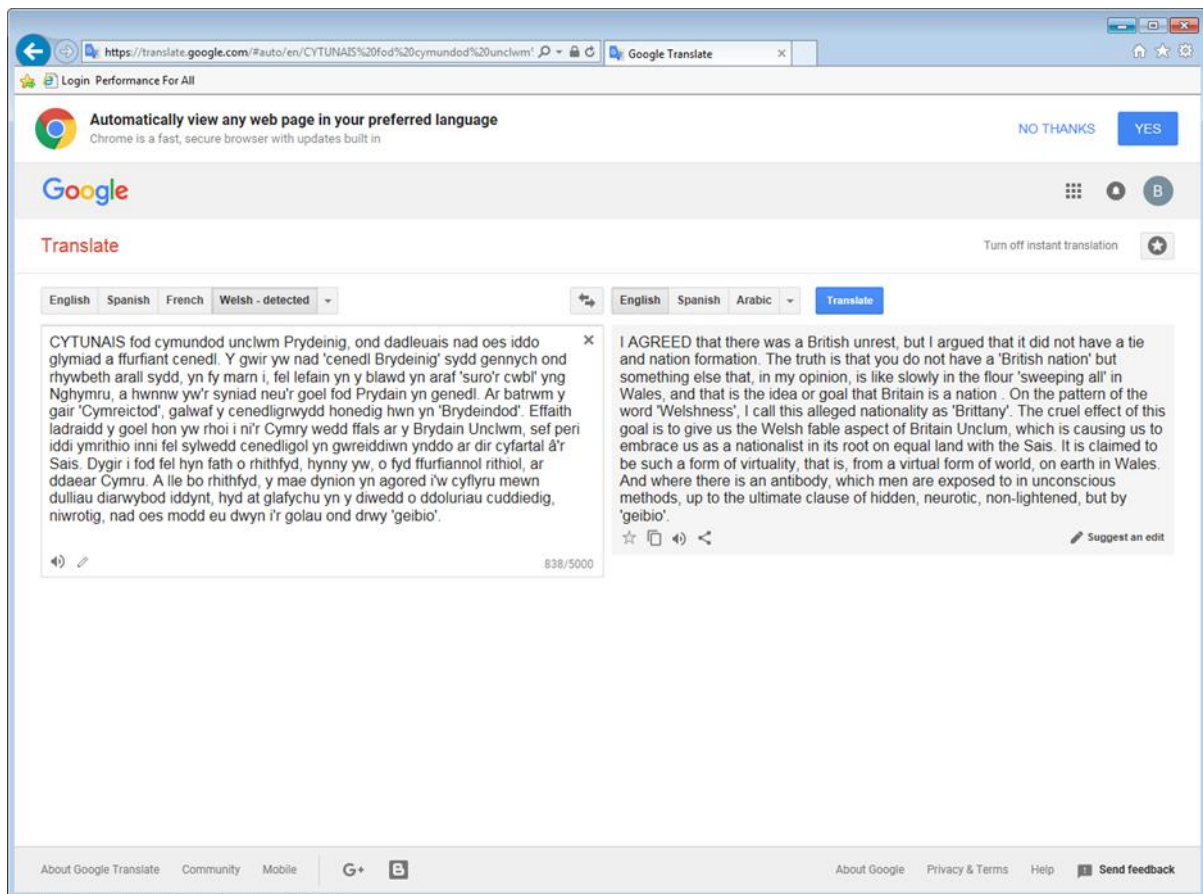 https://translate.google.com/#auto/en/CYTUNAIS%20fod%20cymundod%20unclwm'
Google Translate
Login Performance For All
Automatically view any web page in your preferred language
Chrome is a fast, secure browser with updates built in
NO THANKS
YES
Google
B
Translate
Turn off instant translation
English Spanish French Welsh - detected
English Spanish Arabic Translate
CYTUNAIS fod cymundod unclwm Prydeinig, ond dadleuais nad oes iddo
glymiad a ffurfiant cenedl. Y gwir yw nad 'cenedl Brydeinig' sydd gennych ond
rhywbeth arall sydd, yn fy marn i, fel lefain yn y blawd yn araf 'suro'r cwbl' yng
Nghymru, a hwnnw yw'r syniad neu'r goel fod Prydain yn genedl. Ar batrwm y
gair 'Cymreictod', galwaf y cenedligrwydd honedig hwn yn 'Brydeindod'. Effaith
ladraidd y goel hon yw rhoi i ni'r Cymry wedd ffals ar y Brydain Unclwm, sef peri
iddi ymrithio inni fel sylwedd cenedligol yn gwreiddiwn ynddo ar dir cyfartal â'r
Sais. Dygir i fod fel hyn fath o rhithfyd, hynny yw, o fyd ffurfiannol rithiol, ar
ddaear Cymru. A lle bo rhithfyd, y mae dynion yn agored i'w cyflyru mewn
dulliau diarwybod iddynt, hyd at glafychu yn y diwedd o ddoluriau cuddiedig,
niwrotig, nad oes modd eu dwyn i'r golau ond drwy 'geibio'.
838/5000
I AGREED that there was a British unrest, but I argued that it did not have a tie
and nation formation. The truth is that you do not have a 'British nation' but
something else that, in my opinion, is like slowly in the flour 'sweeping all' in
Wales, and that is the idea or goal that Britain is a nation . On the pattern of the
word 'Welshness', I call this alleged nationality as 'Brittany'. The cruel effect of this
goal is to give us the Welsh fable aspect of Britain Unclum, which is causing us to
embrace us as a nationalist in its root on equal land with the Sais. It is claimed to
be such a form of virtuality, that is, from a virtual form of world, on earth in Wales.
And where there is an antibody, which men are exposed to in unconscious
methods, up to the ultimate clause of hidden, neurotic, non-lightened, but by
'geibio'.
Suggest an edit
About Google Translate Community Mobile G+ B About Google Privacy & Terms Help Send feedback